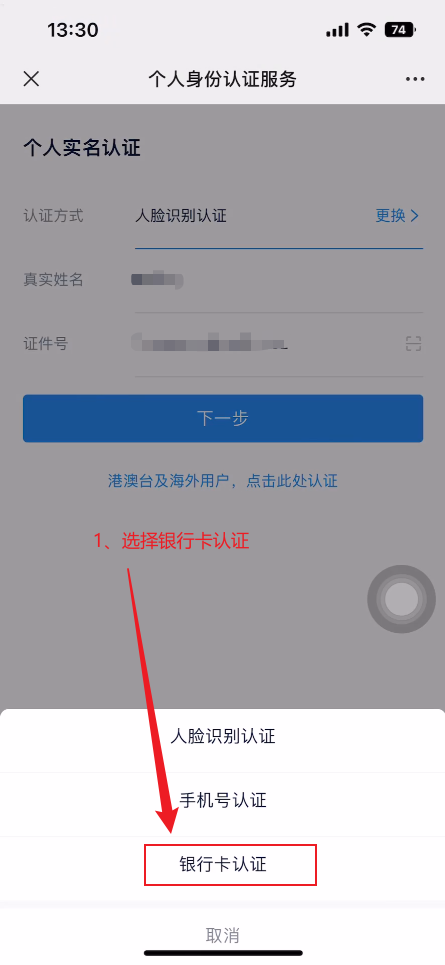 13:30
74
个人身份认证服务
个人实名认证
认证方式 人脸识别认证 更换
真实姓名
证件号
下一步
港澳台及海外用户，点击此处认证
1、选择银行卡认证
人脸识别认证
手机号认证
银行卡认证
取消